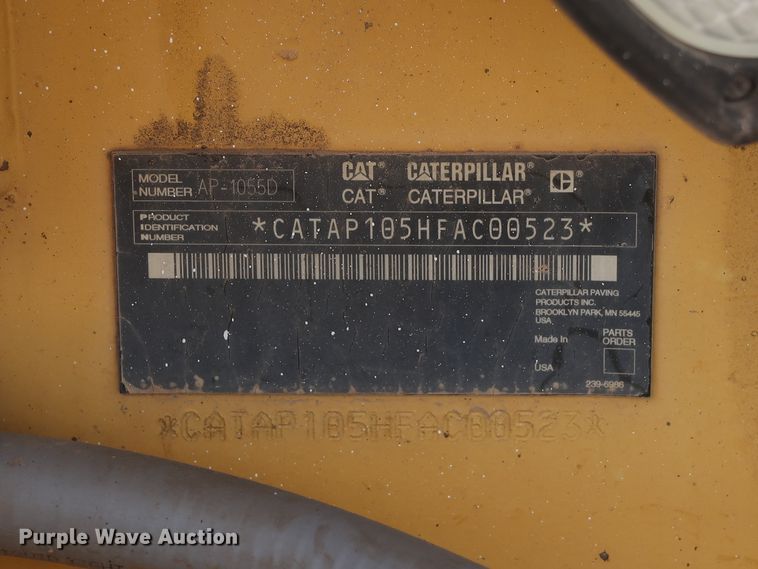 MODEL
NUMBER AP-1055D
CAT® CATERPILLAR®
CAT® CATERPILLAR®
PRODUCT
IDENTIFICATION
NUMBER
*CATAP105HFAC00523*
CATERPILLAR PAVING
PRODUCTS INC.
BROOKLYN PARK, MN 55445
USA
Made In
USA
PARTS
ORDER
239-6986
*CATAP105HFAC00523*
Purple Wave Auction